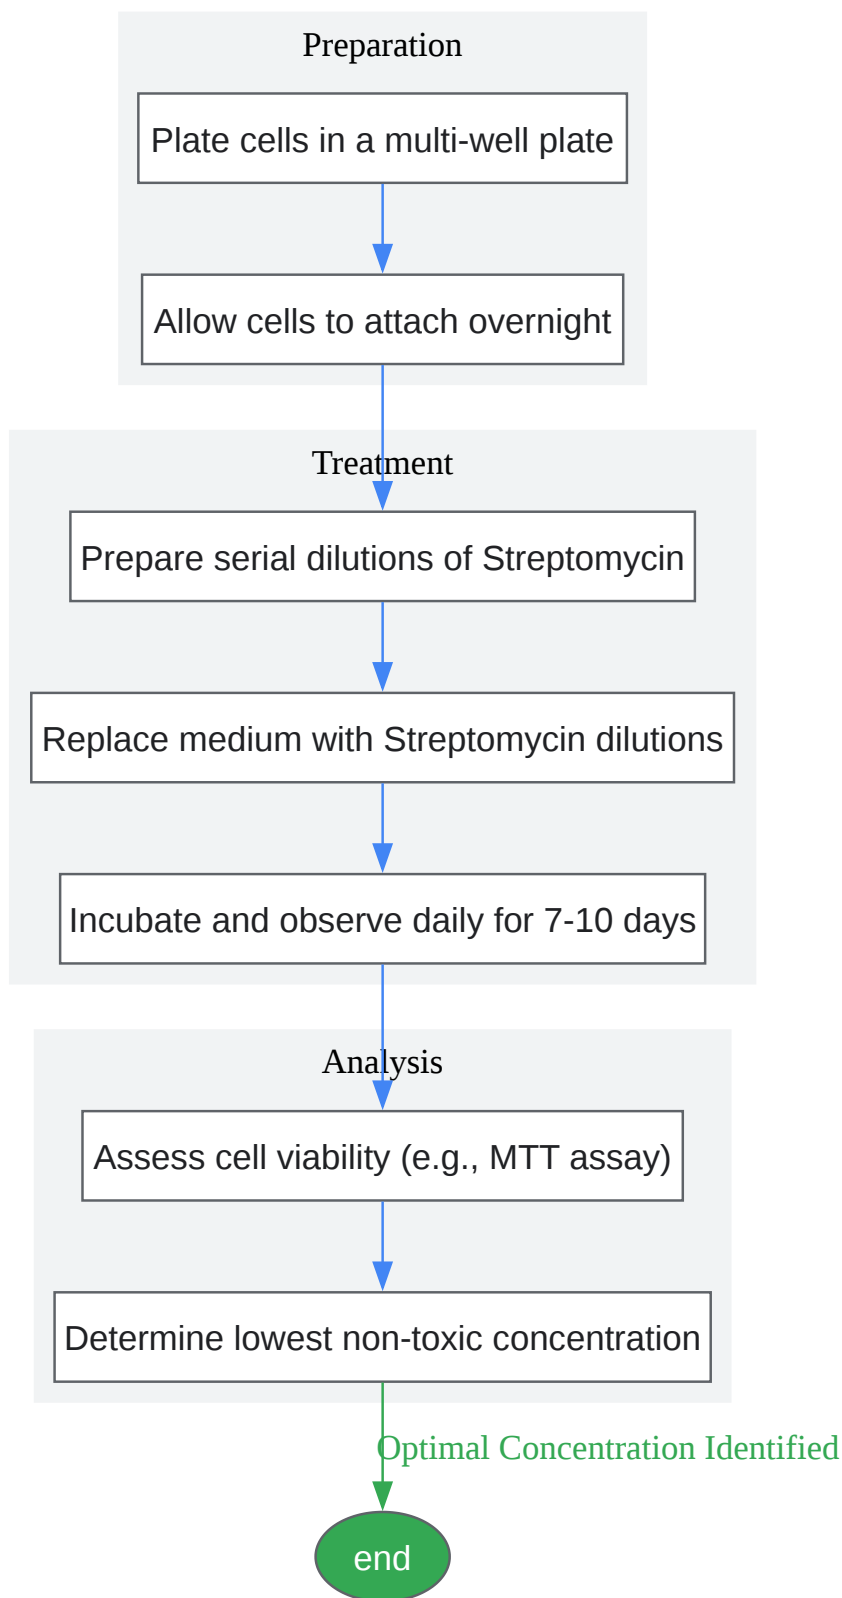 Preparation
Plate cells in a multi-well plate
Allow cells to attach overnight
Treatment
Prepare serial dilutions of Streptomycin
Replace medium with Streptomycin dilutions
Incubate and observe daily for 7-10 days
Analysis
Assess cell viability (e.g., MTT assay)
Determine lowest non-toxic concentration
Optimal Concentration Identified
end